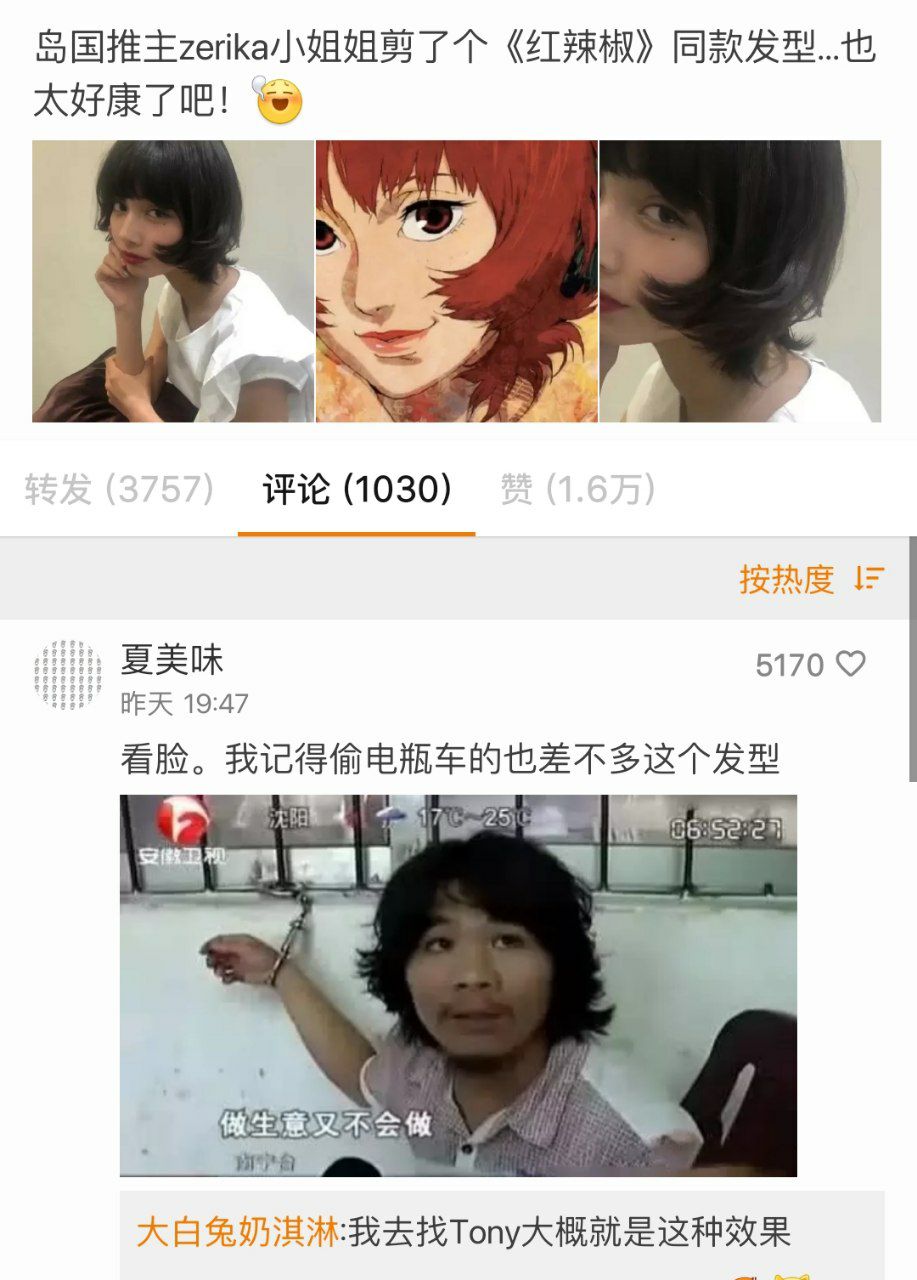 岛国推主zerika小姐姐剪了个《红辣椒》同款发型...也
太好康了吧！
转发 (3757)
评论 (1030)
赞 (1.6万)
按热度
夏美味
5170
昨天 19:47
看脸。我记得偷电瓶车的也差不多这个发型
沈阳
17℃~25℃
06:52:27
安徽卫视
做生意又不会做
南宁台
大白兔奶淇淋:我去找Tony大概就是这种效果